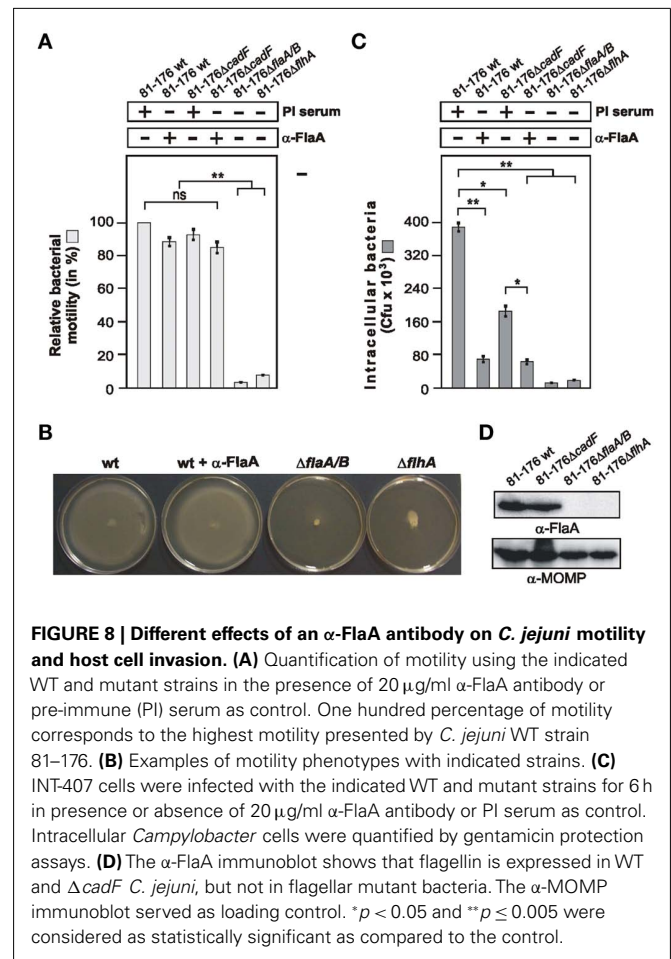 A
81-176 wt
81-176 wt
81-176ΔcadF
81-176ΔcadF
81-176ΔflaA/B
81-176ΔflhA
+ − + − − − PI serum
− + − + − − α-FlaA
−
**
ns
Relative bacterial
motility (in %)
100
80
60
40
20
0
C
81-176 wt
81-176 wt
81-176ΔcadF
81-176ΔcadF
81-176ΔflaA/B
81-176ΔflhA
+ − + − − − PI serum
− + − + − − α-FlaA
**
*
**
*
Intracellular bacteria
(Cfu x 10³)
400
320
240
160
80
0
B
wt wt + α-FlaA ΔflaA/B ΔflhA
D
81-176 wt
81-176ΔcadF
81-176ΔflaA/B
81-176ΔflhA
α-FlaA
α-MOMP
FIGURE 8 | Different effects of an α-FlaA antibody on C. jejuni motility
and host cell invasion. (A) Quantification of motility using the indicated
WT and mutant strains in the presence of 20 μg/ml α-FlaA antibody or
pre-immune (PI) serum as control. One hundred percentage of motility
corresponds to the highest motility presented by C. jejuni WT strain
81–176. (B) Examples of motility phenotypes with indicated strains. (C)
INT-407 cells were infected with the indicated WT and mutant strains for 6 h
in presence or absence of 20 μg/ml α-FlaA antibody or PI serum as control.
Intracellular Campylobacter cells were quantified by gentamicin protection
assays. (D) The α-FlaA immunoblot shows that flagellin is expressed in WT
and ΔcadF C. jejuni, but not in flagellar mutant bacteria. The α-MOMP
immunoblot served as loading control. *p < 0.05 and **p ≤ 0.005 were
considered as statistically significant as compared to the control.